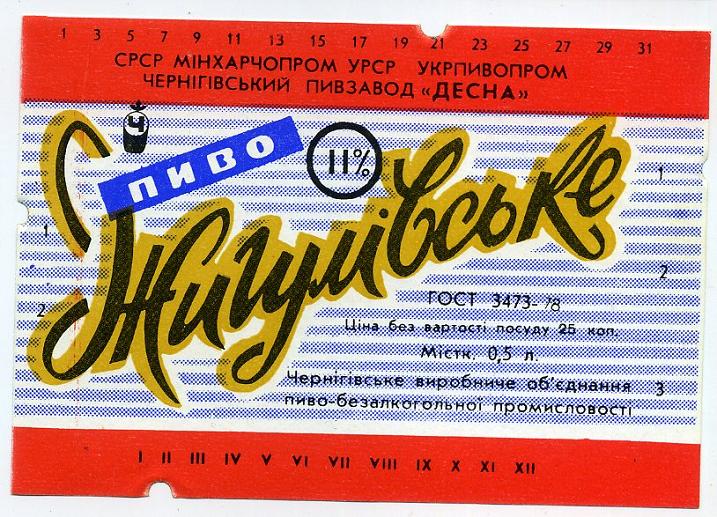 1 3 5 7 9 11 13 15 17 19 21 23 25 27 29 31
СРСР МІНХАРЧОПРОМ УРСР УКРПИВОПРОМ
ЧЕРНІГІВСЬКИЙ ПИВЗАВОД «ДЕСНА»
Ч
ПИВО
11%
Жигулівське
1
1
2
2
3
ГОСТ 3473-78
Ціна без вартості посуду 25 коп.
Містк. 0,5 л.
Чернігівське виробниче об'єднання
пиво-безалкогольної промисловості
I II III IV V VI VII VIII IX X XI XII